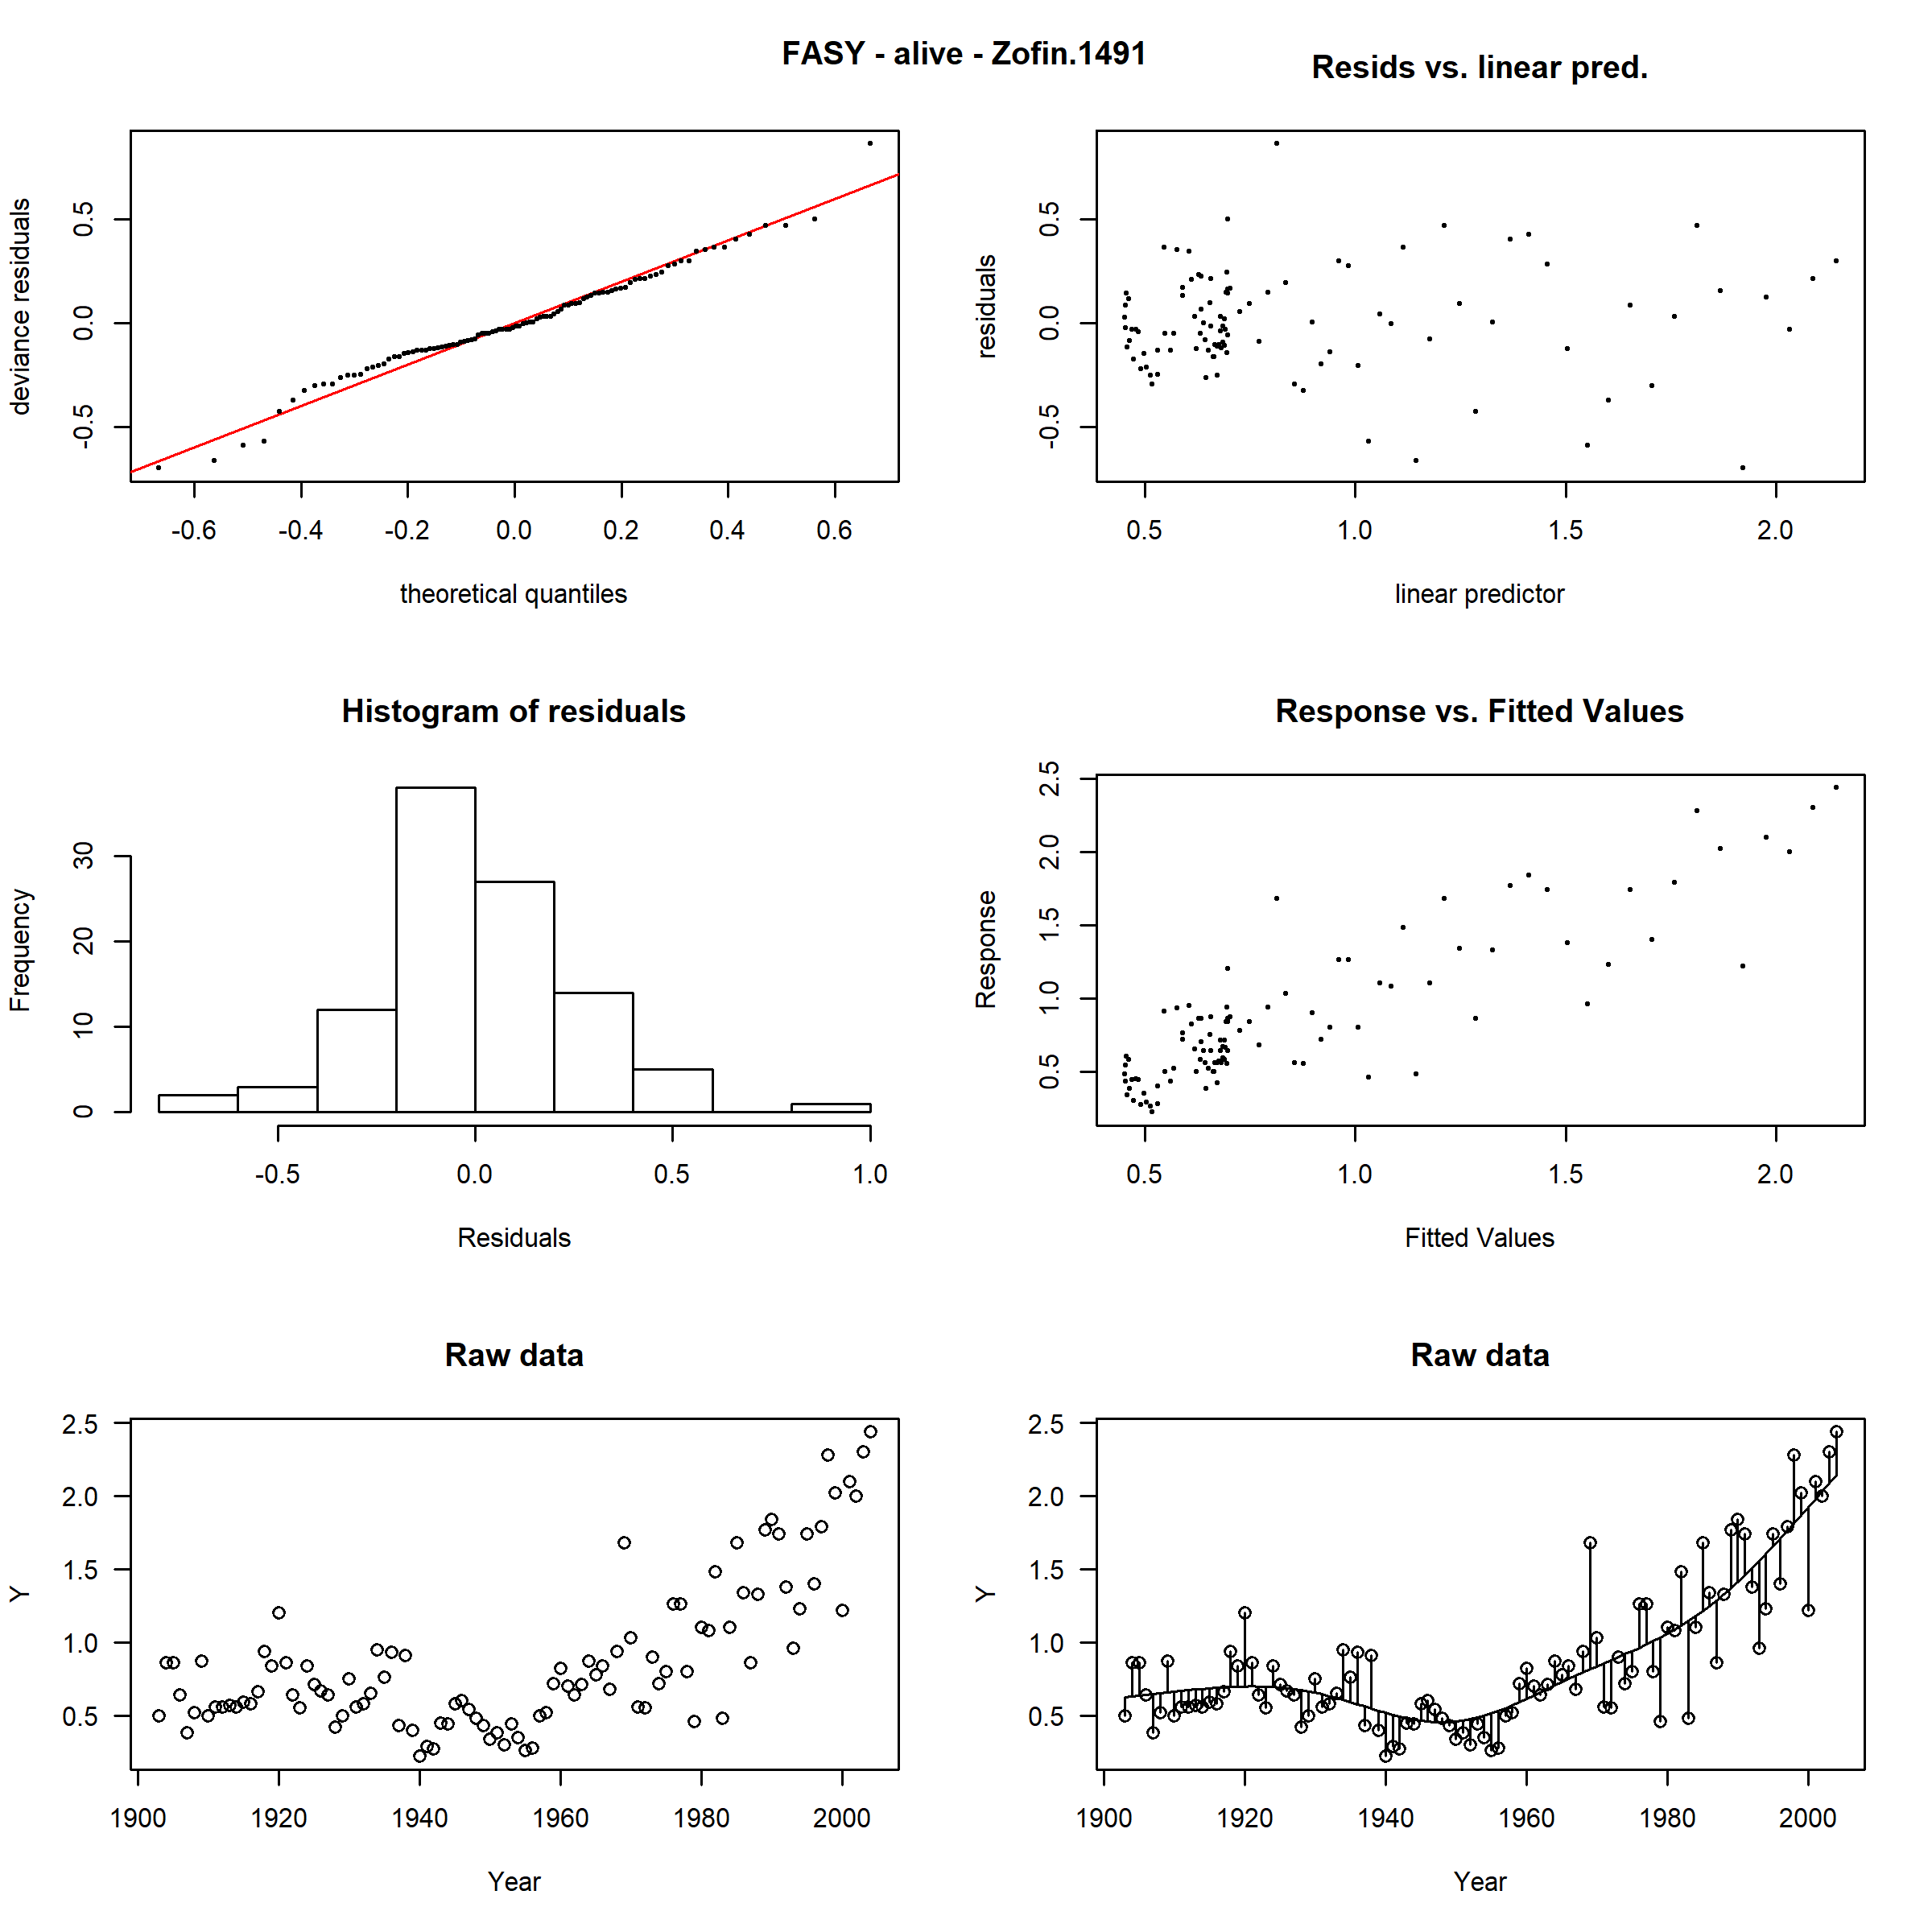 FASY - alive - Zofin.1491
Resids vs. linear pred.
deviance residuals
-0.5 0.0 0.5
-0.6 -0.4 -0.2 0.0 0.2 0.4 0.6
theoretical quantiles
residuals
-0.5 0.0 0.5
0.5 1.0 1.5 2.0
linear predictor
Histogram of residuals
Frequency
0 10 20 30
-0.5 0.0 0.5 1.0
Residuals
Response vs. Fitted Values
Response
0.5 1.0 1.5 2.0 2.5
0.5 1.0 1.5 2.0
Fitted Values
Raw data
Y
2.5
2.0
1.5
1.0
0.5
1900 1920 1940 1960 1980 2000
Year
Raw data
Y
2.5
2.0
1.5
1.0
0.5
1900 1920 1940 1960 1980 2000
Year